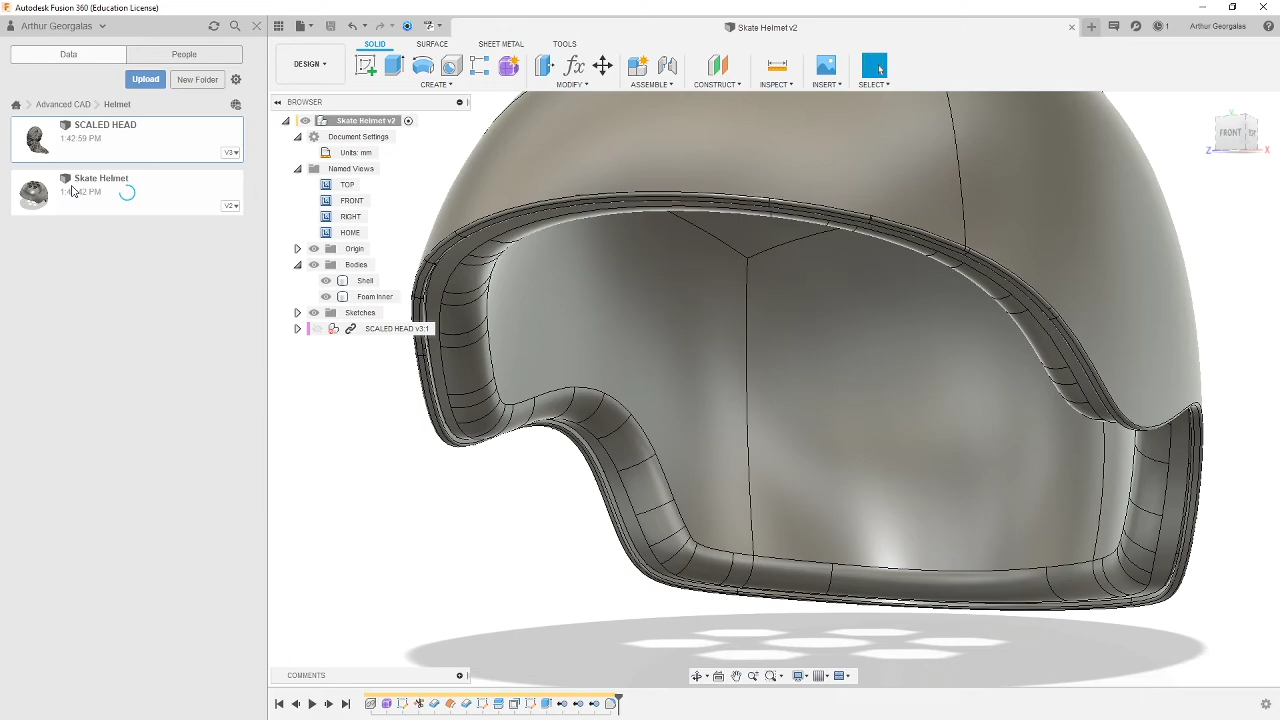 Autodesk Fusion 360 (Education License)
Arthur Georgalas
Skate Helmet v2
1
Arthur Georgalas
Data
People
SOLID
SURFACE
SHEET METAL
TOOLS
DESIGN
Upload
New Folder
CREATE
MODIFY
ASSEMBLE
CONSTRUCT
INSPECT
INSERT
SELECT
Advanced CAD
Helmet
BROWSER
SCALED HEAD
1:42:59 PM
V3
Skate Helmet v2
Document Settings
Units: mm
Named Views
TOP
FRONT
RIGHT
HOME
Origin
Bodies
Shell
Foam Inner
Sketches
SCALED HEAD v3:1
Skate Helmet
V2
FRONT
Z
X
COMMENTS